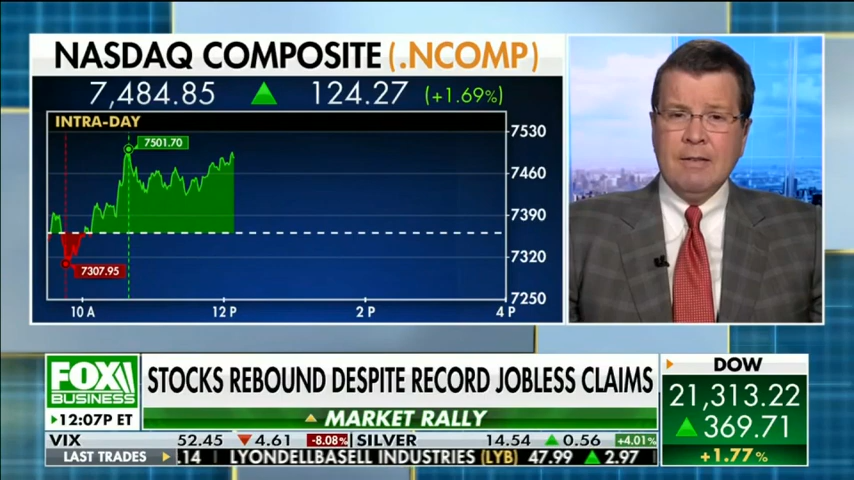 NASDAQ COMPOSITE (.NCOMP)
7,484.85 ▲ 124.27 (+1.69%)
INTRA-DAY
7501.70
7307.95
7530
7460
7390
7320
7250
10 A 12 P 2 P 4 P
FOX
BUSINESS
12:07P ET
STOCKS REBOUND DESPITE RECORD JOBLESS CLAIMS
MARKET RALLY
DOW
21,313.22
▲ 369.71
+1.77%
VIX 52.45 ▼ 4.61 -8.08% SILVER 14.54 ▲ 0.56 +4.01%
LAST TRADES .14 LYONDELLBASELL INDUSTRIES (LYB) 47.99 ▲ 2.97